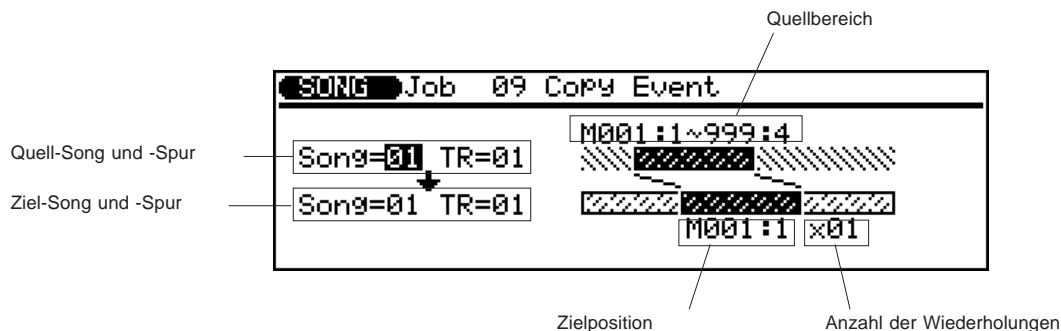 Quellbereich
SONG Job 09 Copy Event
M001:1~999:4
Quell-Song und -Spur
Song=01 TR=01
Ziel-Song und -Spur
Song=01 TR=01
M001:1 x01
Zielposition
Anzahl der Wiederholungen